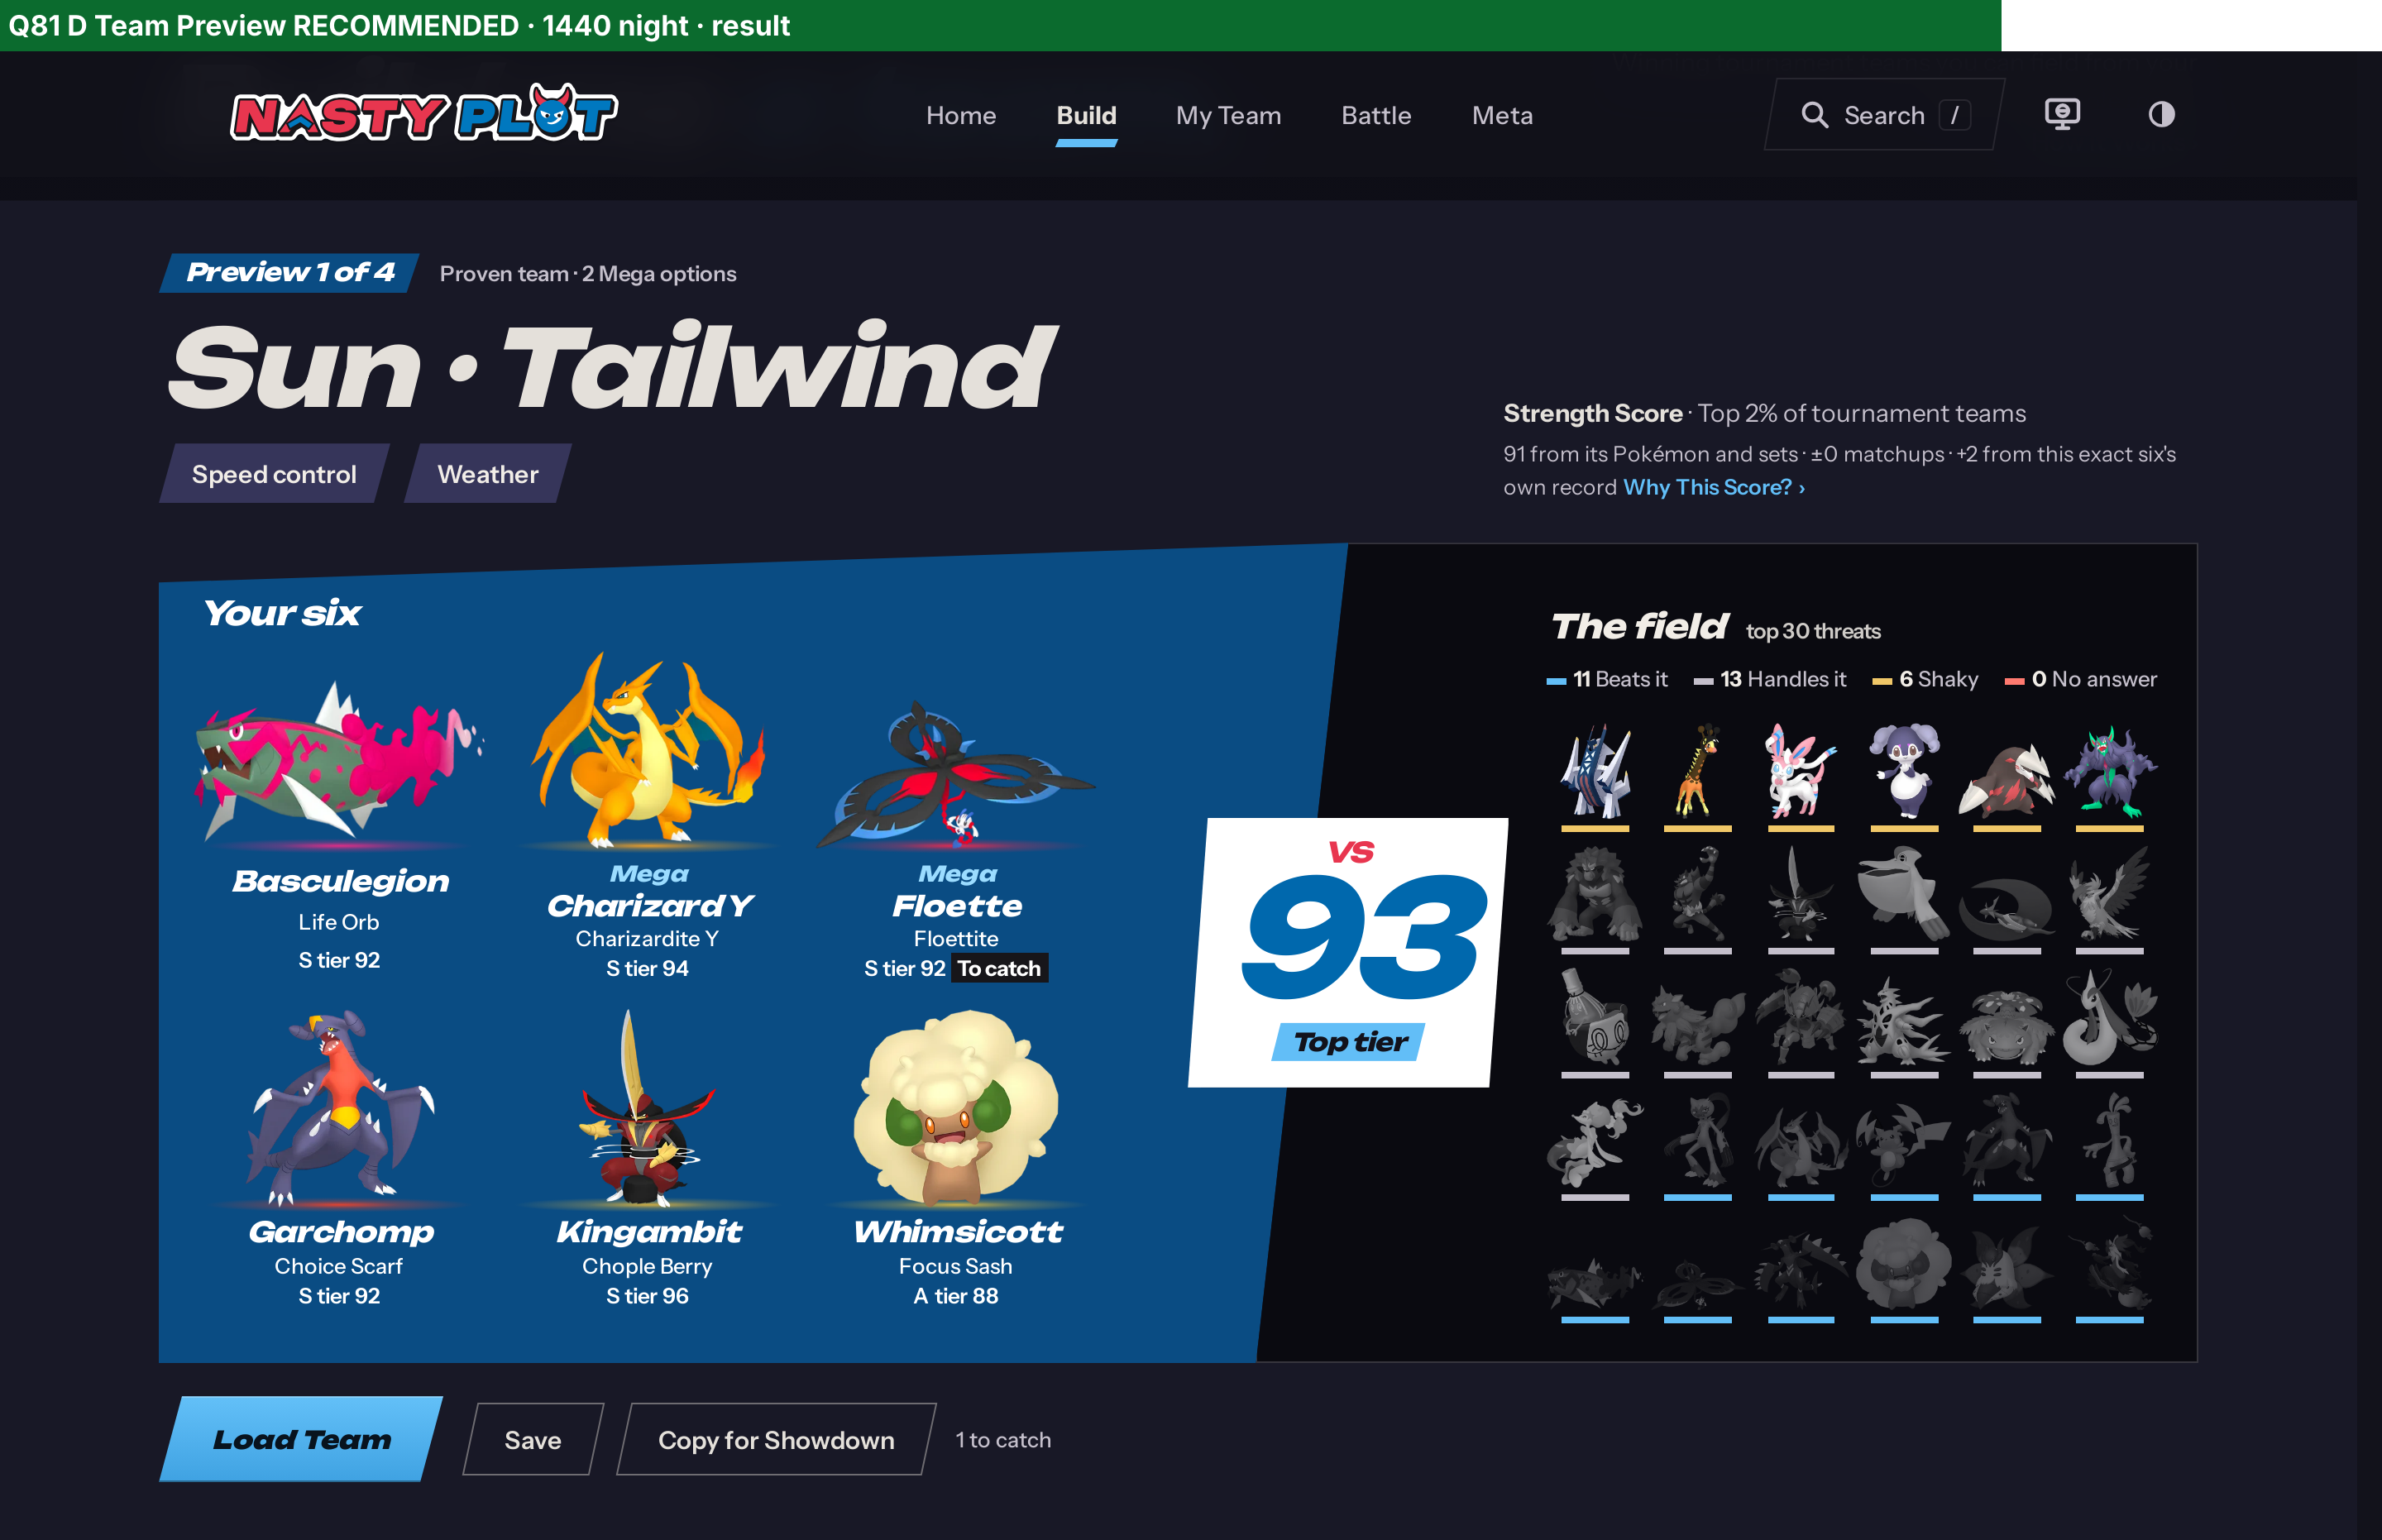 Q81 D Team Preview RECOMMENDED · 1440 night · result
NASTY PLOT
Home
Build
My Team
Battle
Meta
Search /
Preview 1 of 4
Proven team · 2 Mega options
Sun · Tailwind
Speed control
Weather
Strength Score · Top 2% of tournament teams
91 from its Pokémon and sets · ±0 matchups · +2 from this exact six's
own record Why This Score? ›
Your six
Basculegion
Life Orb
S tier 92
Mega
Charizard Y
Charizardite Y
S tier 94
Mega
Floette
Floettite
S tier 92 To catch
Garchomp
Choice Scarf
S tier 92
Kingambit
Chople Berry
S tier 96
Whimsicott
Focus Sash
A tier 88
VS
93
Top tier
The field top 30 threats
11 Beats it
13 Handles it
6 Shaky
0 No answer
Load Team
Save
Copy for Showdown
1 to catch